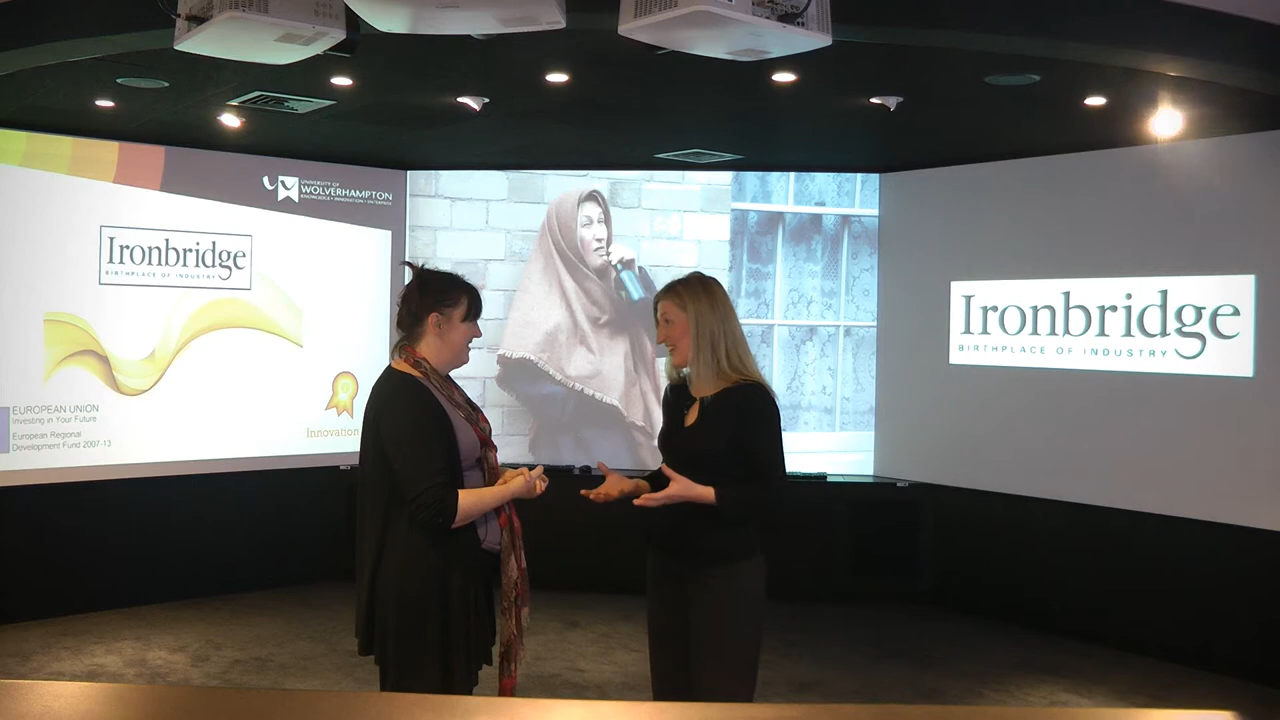 UNIVERSITY OF
WOLVERHAMPTON
KNOWLEDGE • INNOVATION • ENTERPRISE
Ironbridge
BIRTHPLACE OF INDUSTRY
EUROPEAN UNION
Investing in Your Future
European Regional
Development Fund 2007-13
Innovation
Ironbridge
BIRTHPLACE OF INDUSTRY